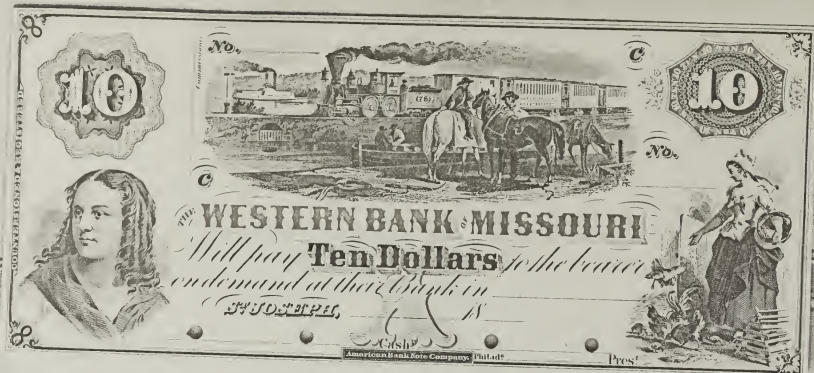 10
No.
C
(76)
10
No.
C
THE WESTERN BANK OF MISSOURI
Will pay Ten Dollars to the bearer
on demand at their Bank in
ST JOSEPH, 18
Cash.
Pres.t
American Bank Note Company, Philad.a